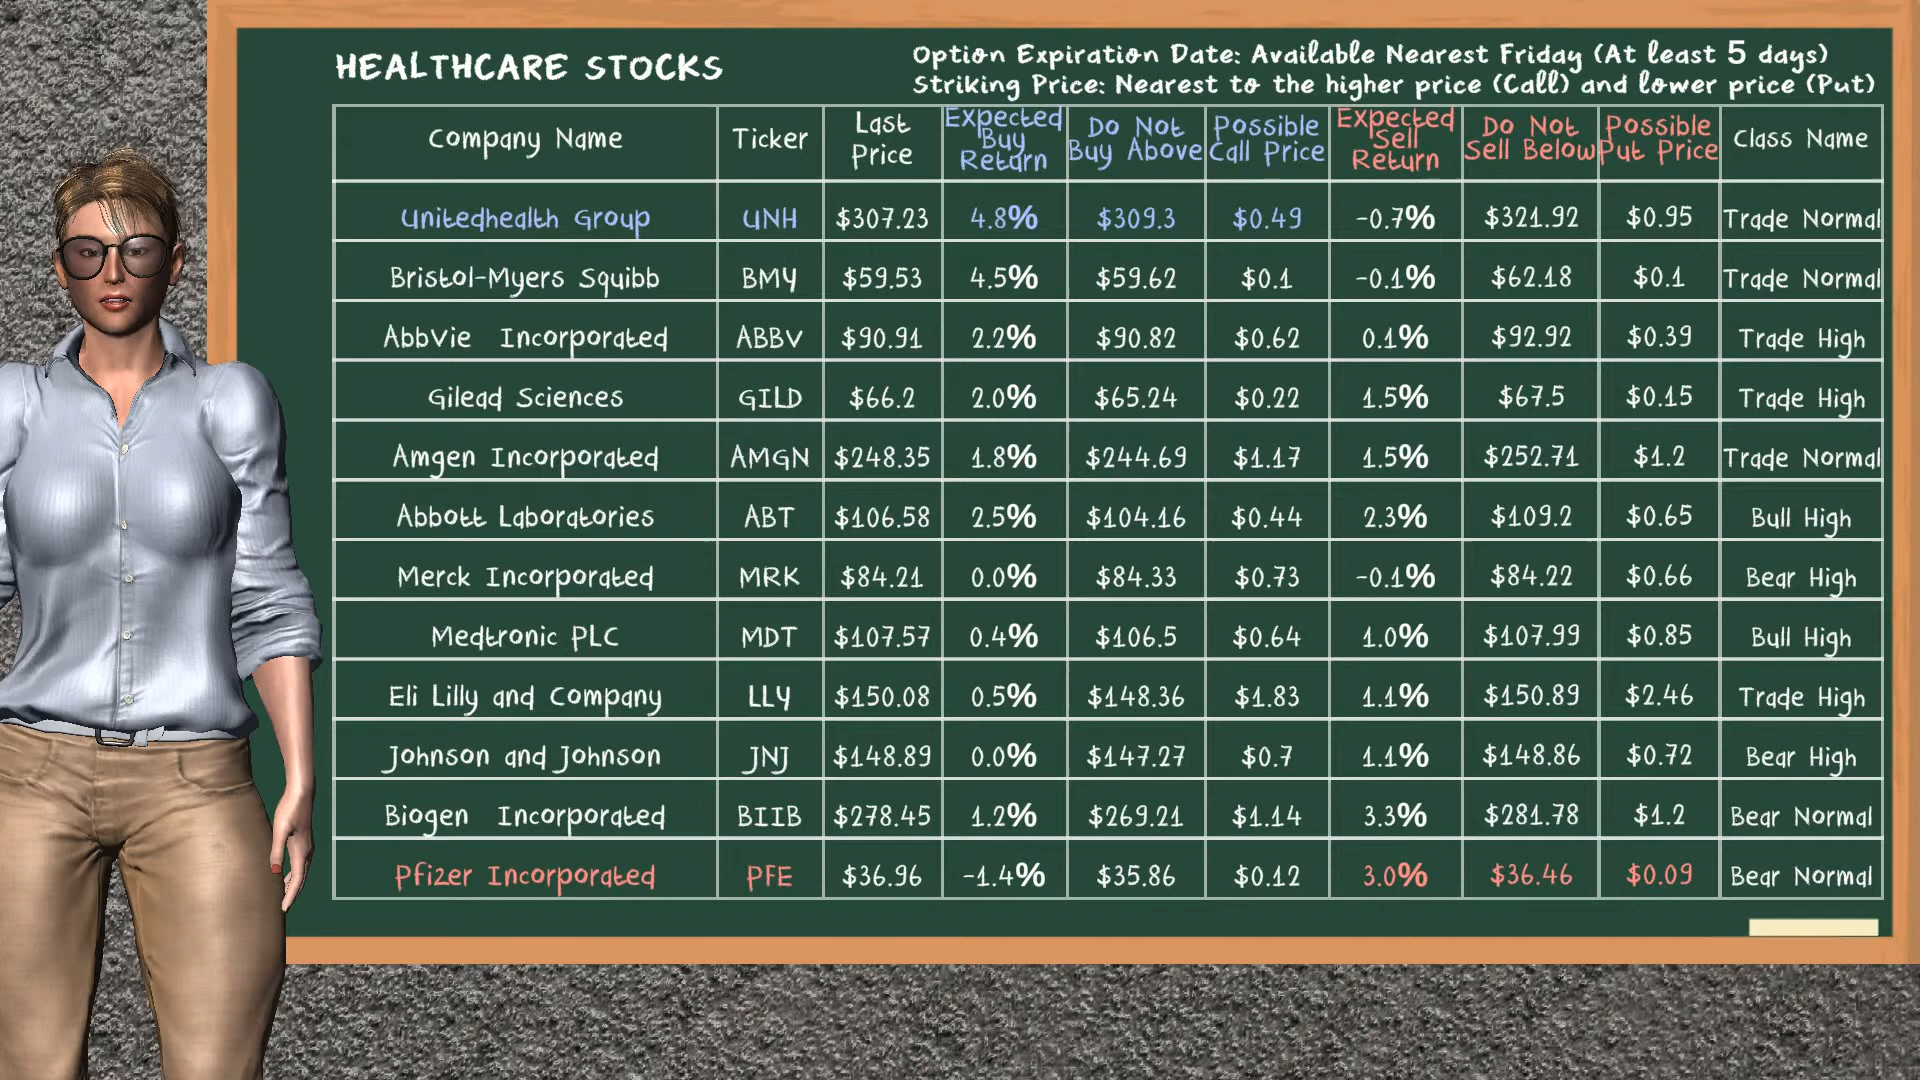 HEALTHCARE STOCKS
Option Expiration Date: Available Nearest Friday (At least 5 days)
Striking Price: Nearest to the higher price (Call) and lower price (Put)
Company Name Ticker Last Price Expected Buy Return Do Not Buy Above Possible Call Price Expected Sell Return Do Not Sell Below Possible Put Price Class Name
Unitedhealth Group UNH $307.23 4.8% $309.3 $0.49 -0.7% $321.92 $0.95 Trade Normal
Bristol-Myers Squibb BMY $59.53 4.5% $59.62 $0.1 -0.1% $62.18 $0.1 Trade Normal
AbbVie Incorporated ABBV $90.91 2.2% $90.82 $0.62 0.1% $92.92 $0.39 Trade High
Gilead Sciences GILD $66.2 2.0% $65.24 $0.22 1.5% $67.5 $0.15 Trade High
Amgen Incorporated AMGN $248.35 1.8% $244.69 $1.17 1.5% $252.71 $1.2 Trade Normal
Abbott Laboratories ABT $106.58 2.5% $104.16 $0.44 2.3% $109.2 $0.65 Bull High
Merck Incorporated MRK $84.21 0.0% $84.33 $0.73 -0.1% $84.22 $0.66 Bear High
Medtronic PLC MDT $107.57 0.4% $106.5 $0.64 1.0% $107.99 $0.85 Bull High
Eli Lilly and Company LLY $150.08 0.5% $148.36 $1.83 1.1% $150.89 $2.46 Trade High
Johnson and Johnson JNJ $148.89 0.0% $147.27 $0.7 1.1% $148.86 $0.72 Bear High
Biogen Incorporated BIIB $278.45 1.2% $269.21 $1.14 3.3% $281.78 $1.2 Bear Normal
Pfizer Incorporated PFE $36.96 -1.4% $35.86 $0.12 3.0% $36.46 $0.09 Bear Normal